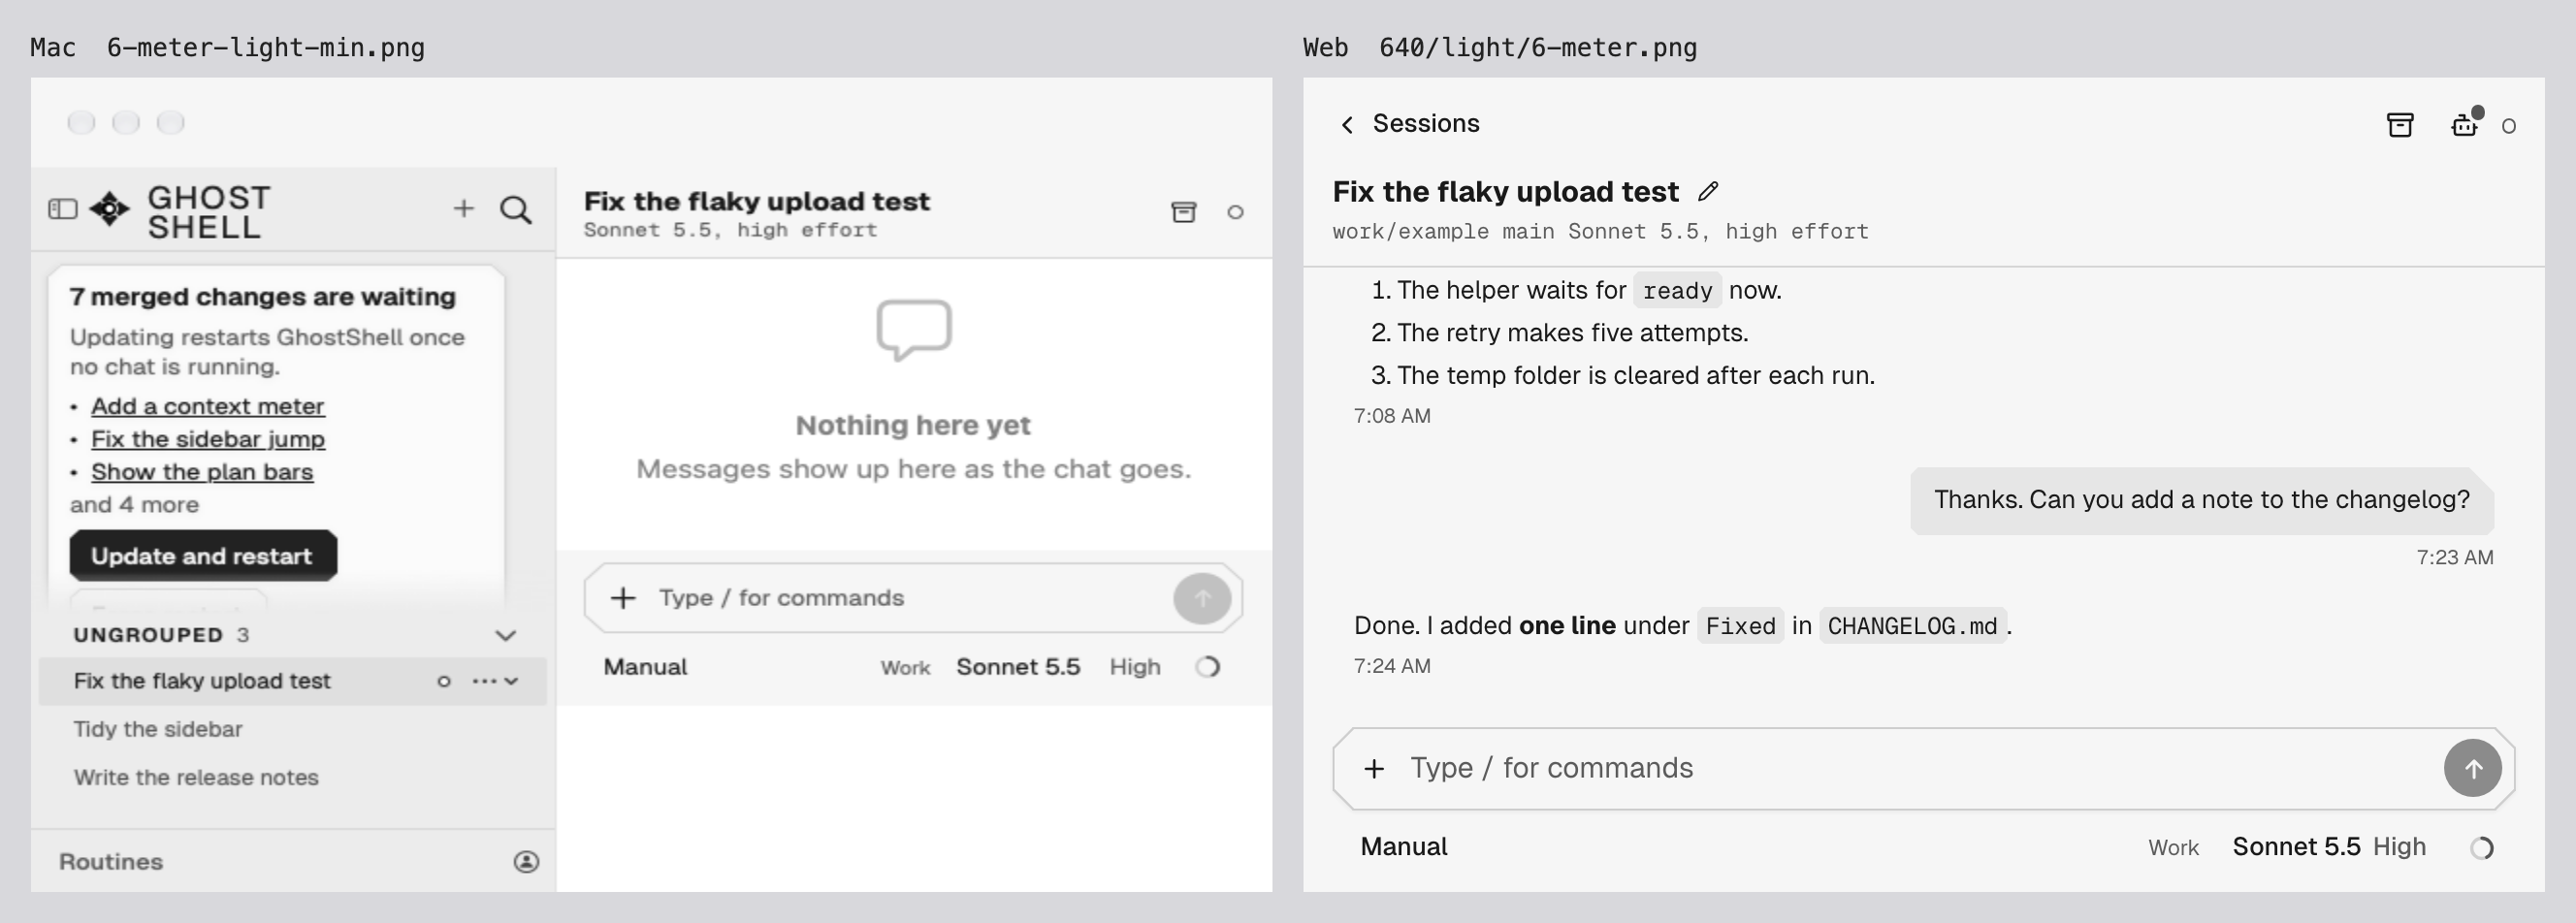 Mac 6-meter-light-min.png
GHOST
SHELL
7 merged changes are waiting
Updating restarts GhostShell once
no chat is running.
• Add a context meter
• Fix the sidebar jump
• Show the plan bars
and 4 more
Update and restart
UNGROUPED 3
Fix the flaky upload test
Tidy the sidebar
Write the release notes
Routines
Fix the flaky upload test
Sonnet 5.5, high effort
Nothing here yet
Messages show up here as the chat goes.
Type / for commands
Manual Work Sonnet 5.5 High
Web 640/light/6-meter.png
Sessions
Fix the flaky upload test
work/example main Sonnet 5.5, high effort
1. The helper waits for ready now.
2. The retry makes five attempts.
3. The temp folder is cleared after each run.
7:08 AM
Thanks. Can you add a note to the changelog?
7:23 AM
Done. I added one line under Fixed in CHANGELOG.md.
7:24 AM
Type / for commands
Manual Work Sonnet 5.5 High